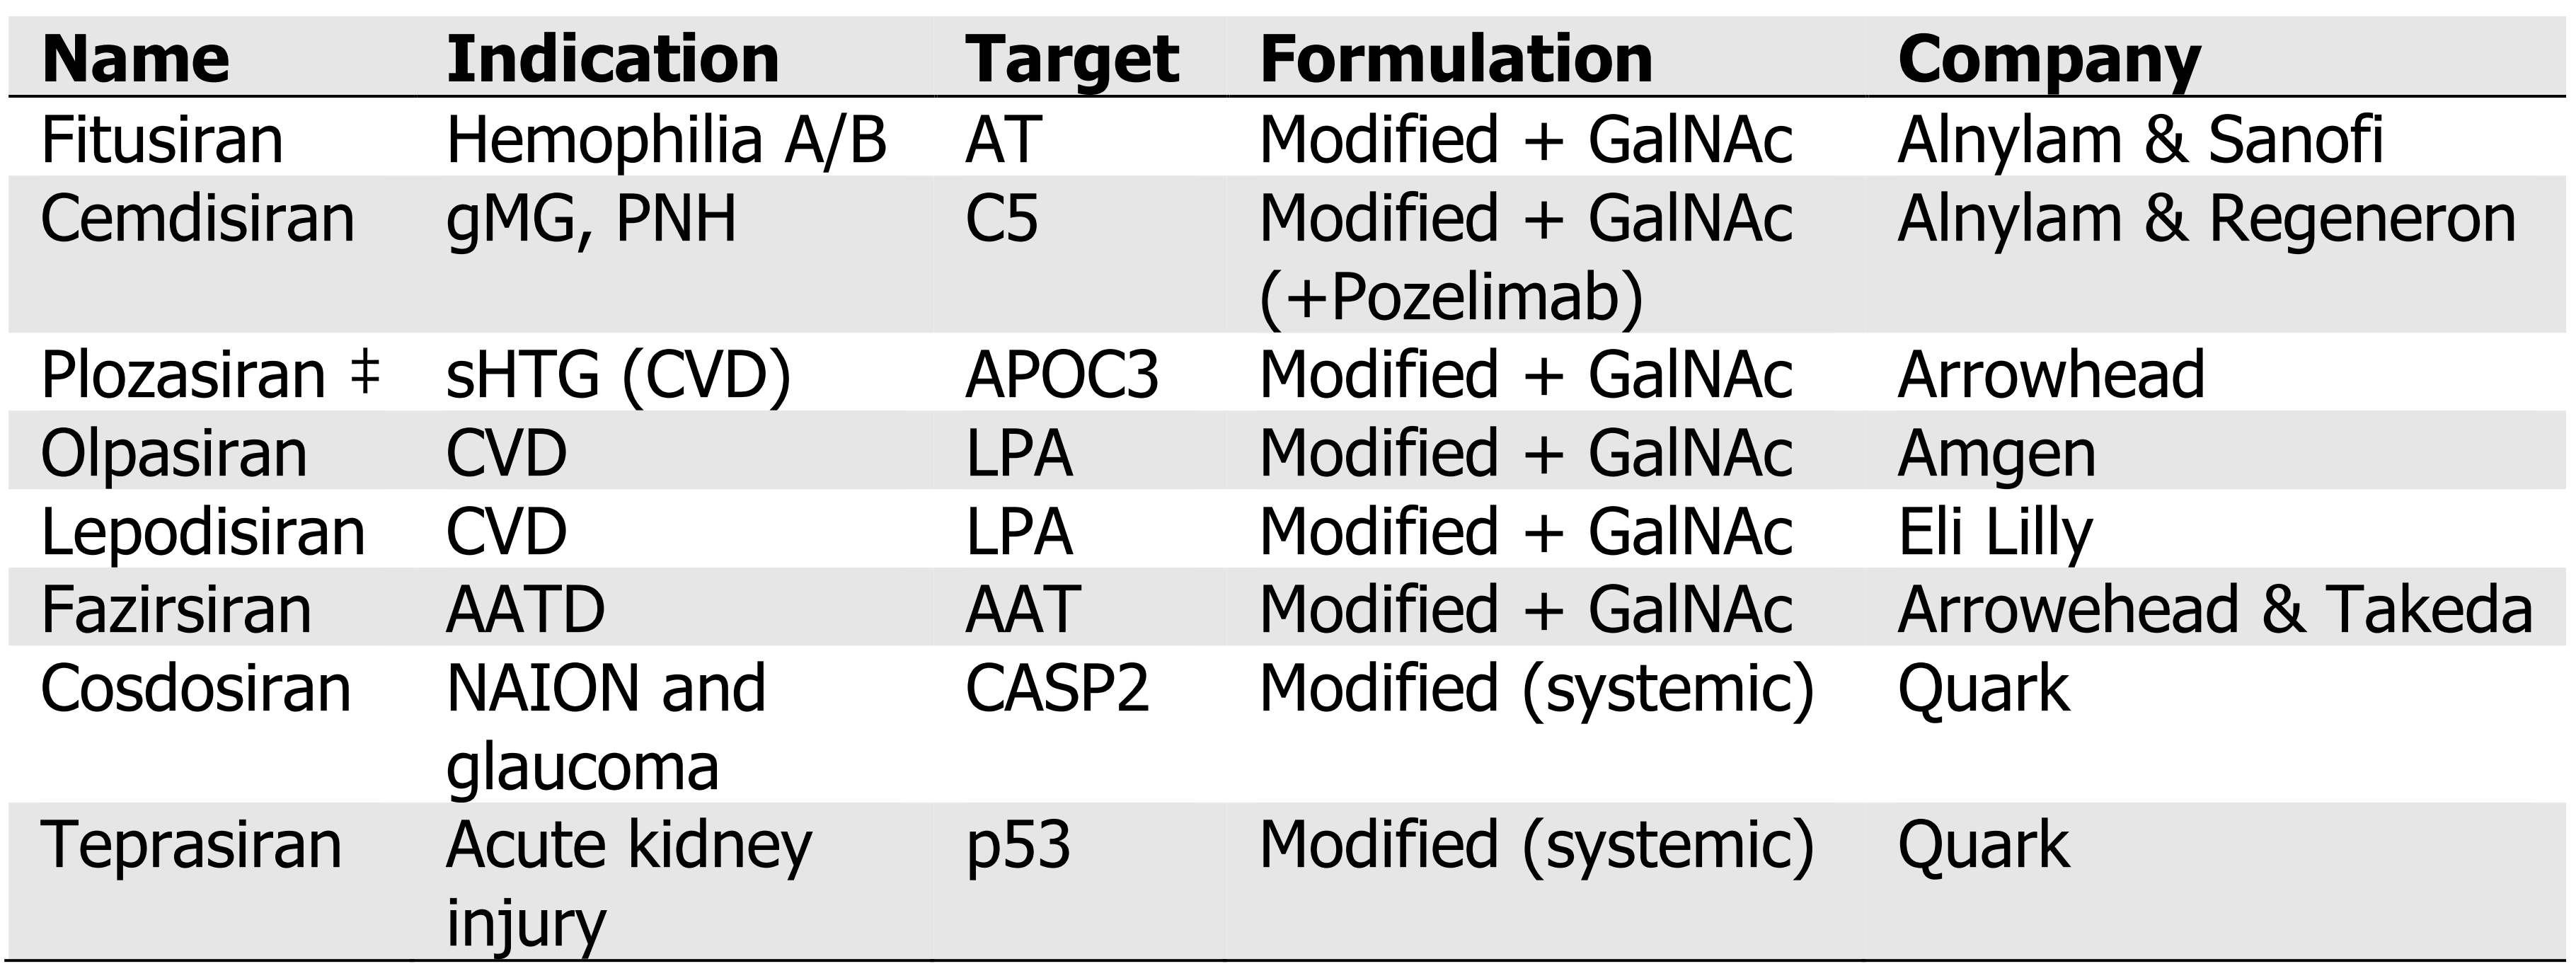 Name Indication Target Formulation Company
Fitusiran Hemophilia A/B AT Modified + GalNAc Alnylam & Sanofi
Cemdisiran gMG, PNH C5 Modified + GalNAc Alnylam & Regeneron
(+Pozelimab)
Plozasiran ‡ sHTG (CVD) APOC3 Modified + GalNAc Arrowhead
Olpasiran CVD LPA Modified + GalNAc Amgen
Lepodisiran CVD LPA Modified + GalNAc Eli Lilly
Fazirsiran AATD AAT Modified + GalNAc Arrowehead & Takeda
Cosdosiran NAION and CASP2 Modified (systemic) Quark
glaucoma
Teprasiran Acute kidney p53 Modified (systemic) Quark
injury